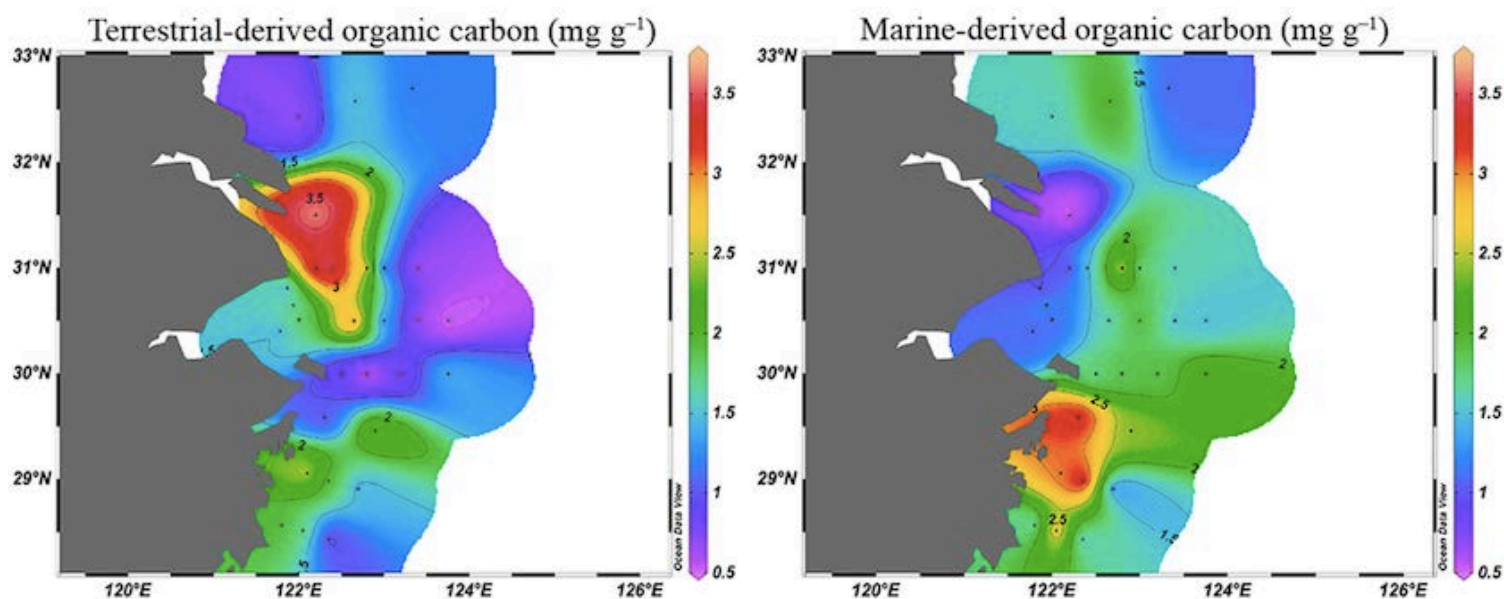 Terrestrial-derived organic carbon (mg g⁻¹)
33°N
32°N
31°N
30°N
29°N
120°E
122°E
124°E
126°E
1.5
2
3.5
3
.5
2
2
.5
3.5
3
2.5
2
1.5
1
0.5
Ocean Data View
Marine-derived organic carbon (mg g⁻¹)
33°N
32°N
31°N
30°N
29°N
120°E
122°E
124°E
126°E
1.5
2
2
2.5
3
2
2.5
1.5
3.5
3
2.5
2
1.5
1
0.5
Ocean Data View